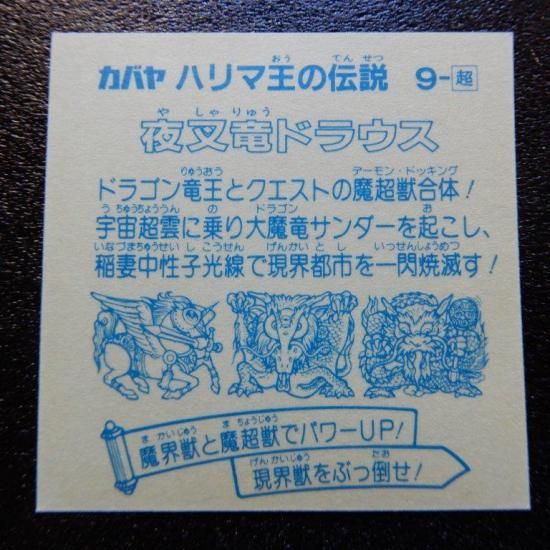 カバヤ ハリマ王の伝説 9-超
夜叉竜ドラウス
ドラゴン竜王とクエストの魔超獣合体！
宇宙超雲に乗り大魔竜サンダーを起こし、
稲妻中性子光線で現界都市を一閃焼滅す！
魔界獣と魔超獣でパワーUP！
現界獣をぶっ倒せ！